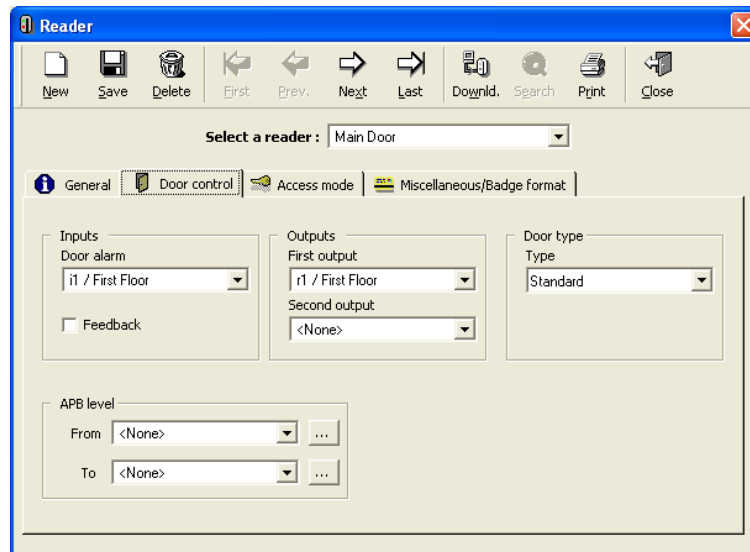 Reader
New Save Delete First Prev. Next Last Downld. Search Print Close
Select a reader : Main Door
General Door control Access mode Miscellaneous/Badge format
Inputs
Door alarm
i1 / First Floor
Feedback
Outputs
First output
r1 / First Floor
Second output
<None>
Door type
Type
Standard
APB level
From <None> ...
To <None> ...